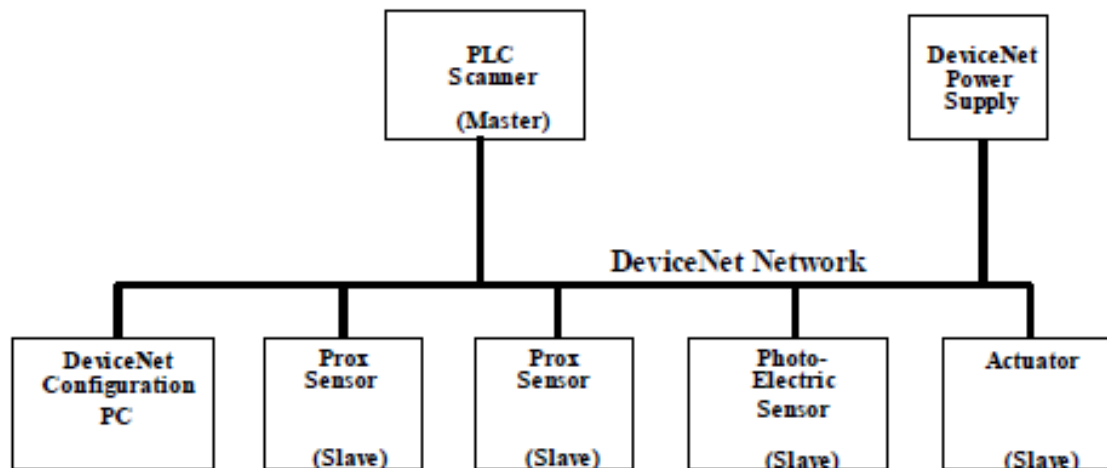 PLC
Scanner
(Master)
DeviceNet
Power
Supply
DeviceNet Network
DeviceNet
Configuration
PC
Prox
Sensor
(Slave)
Prox
Sensor
(Slave)
Photo-
Electric
Sensor
(Slave)
Actuator
(Slave)